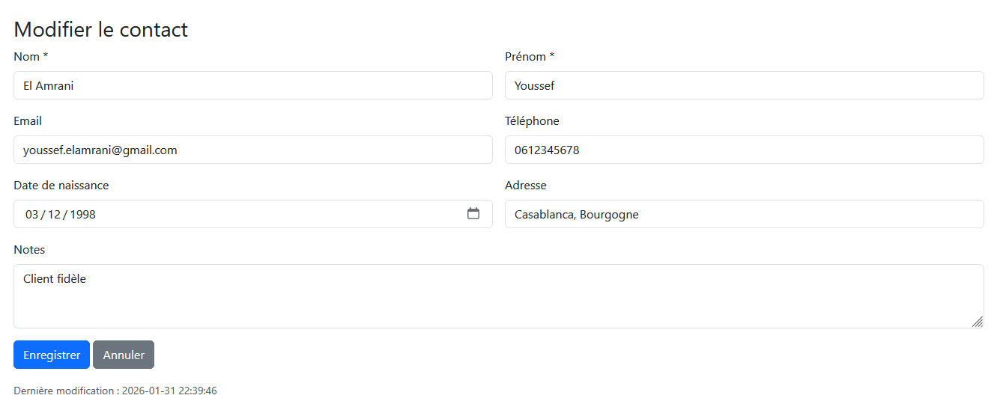 Modifier le contact
Nom *
Prénom *
El Amrani
Youssef
Email
Téléphone
youssef.elamrani@gmail.com
0612345678
Date de naissance
Adresse
03/12/1998
Casablanca, Bourgogne
Notes
Client fidèle
Enregistrer
Annuler
Dernière modification : 2026-01-31 22:39:46